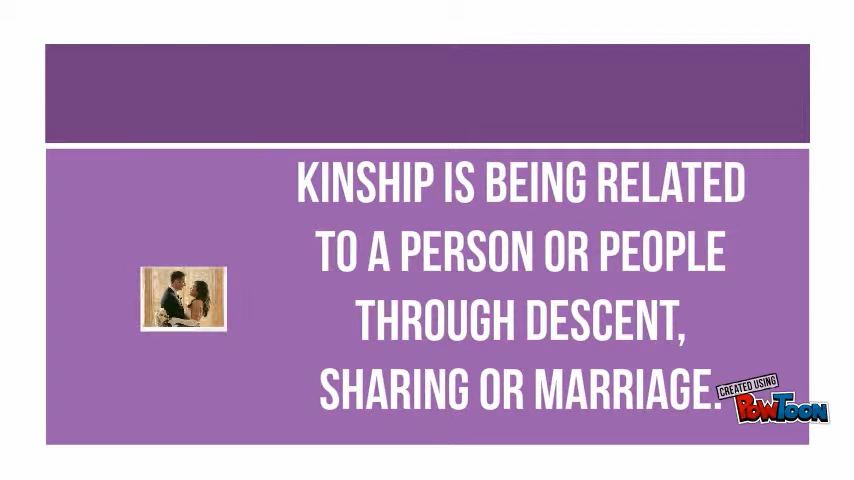 KINSHIP IS BEING RELATED
TO A PERSON OR PEOPLE
THROUGH DESCENT,
SHARING OR MARRIAGE.
CREATED USING
POWTOON